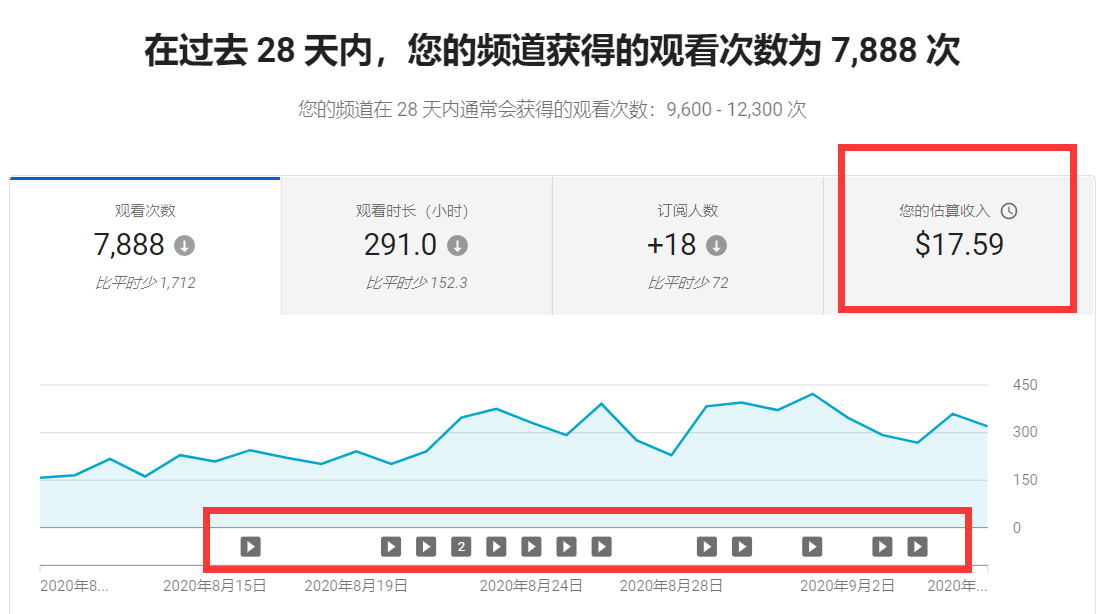 在过去 28 天内，您的频道获得的观看次数为 7,888 次
您的频道在 28 天内通常会获得的观看次数：9,600 - 12,300 次
观看次数
7,888
比平时少 1,712
观看时长（小时）
291.0
比平时少 152.3
订阅人数
+18
比平时少 72
您的估算收入
$17.59
450
300
150
0
2
2020年8...
2020年8月15日
2020年8月19日
2020年8月24日
2020年8月28日
2020年9月2日
2020年...